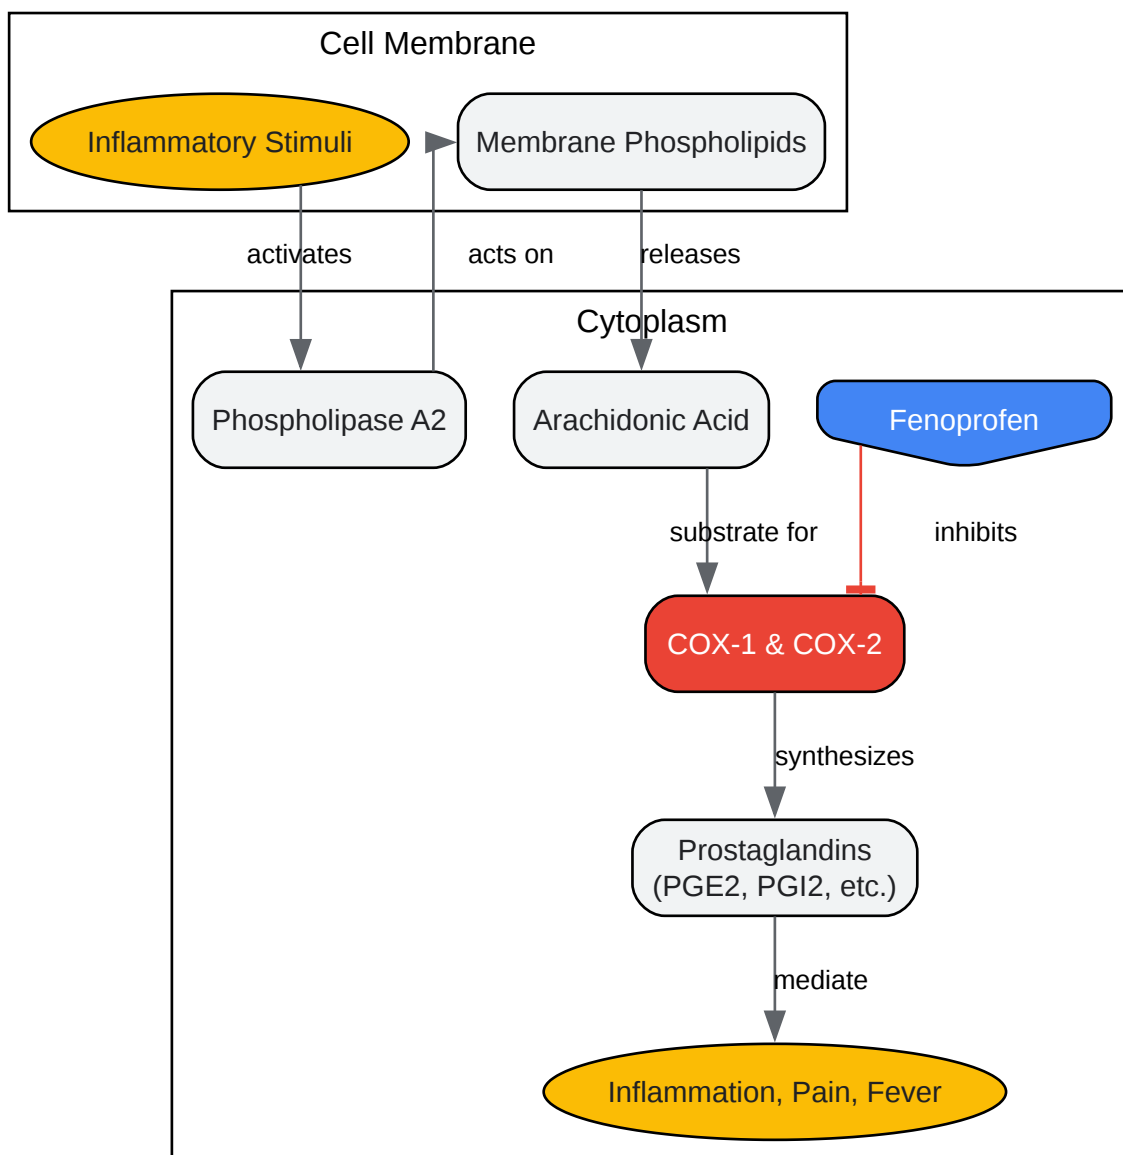 Cell Membrane
Inflammatory Stimuli
Membrane Phospholipids
activates
acts on
releases
Cytoplasm
Phospholipase A2
Arachidonic Acid
Fenoprofen
substrate for
inhibits
COX-1 & COX-2
synthesizes
Prostaglandins
(PGE2, PGI2, etc.)
mediate
Inflammation, Pain, Fever